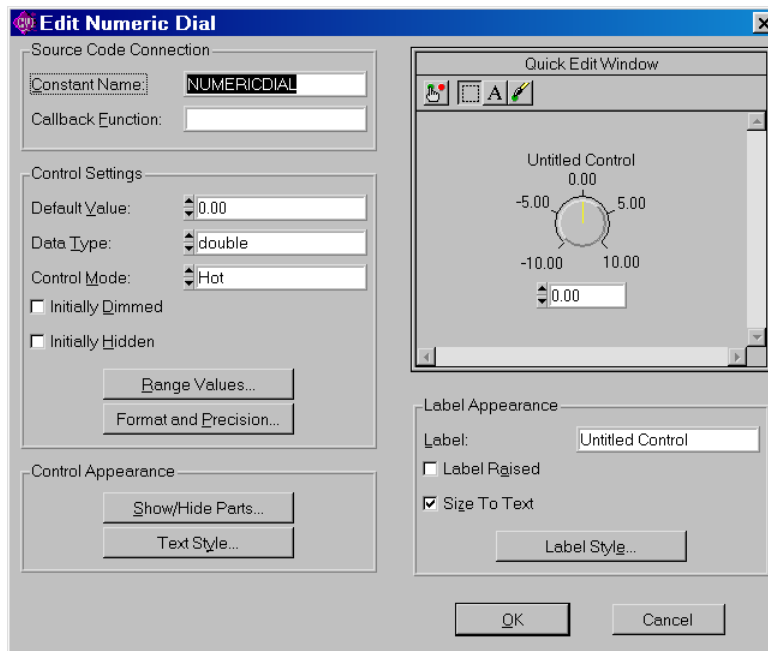 CVI Edit Numeric Dial
Source Code Connection
Constant Name: NUMERICDIAL
Callback Function:
Control Settings
Default Value: 0.00
Data Type: double
Control Mode: Hot
Initially Dimmed
Initially Hidden
Range Values...
Format and Precision...
Control Appearance
Show/Hide Parts...
Text Style...
Quick Edit Window
A
Untitled Control
0.00
-5.00 5.00
-10.00 10.00
0.00
Label Appearance
Label: Untitled Control
Label Raised
Size To Text
Label Style...
OK Cancel